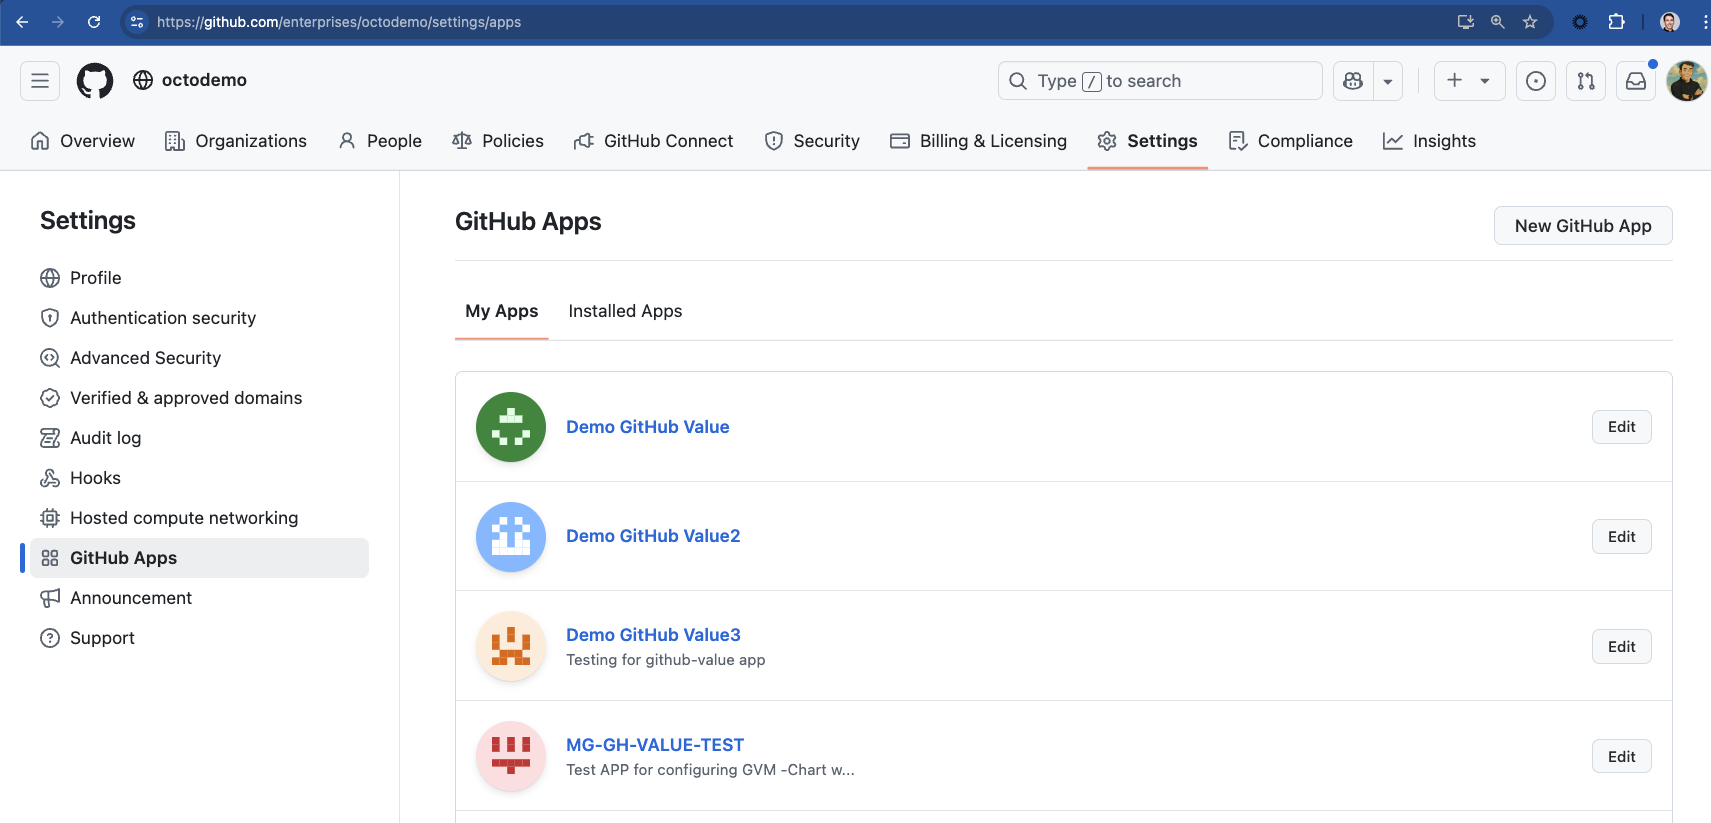 https://github.com/enterprises/octodemo/settings/apps
octodemo
Type / to search
Overview
Organizations
People
Policies
GitHub Connect
Security
Billing & Licensing
Settings
Compliance
Insights
Settings
Profile
Authentication security
Advanced Security
Verified & approved domains
Audit log
Hooks
Hosted compute networking
GitHub Apps
Announcement
Support
GitHub Apps
New GitHub App
My Apps
Installed Apps
Demo GitHub Value
Edit
Demo GitHub Value2
Edit
Demo GitHub Value3
Testing for github-value app
Edit
MG-GH-VALUE-TEST
Test APP for configuring GVM -Chart w...
Edit